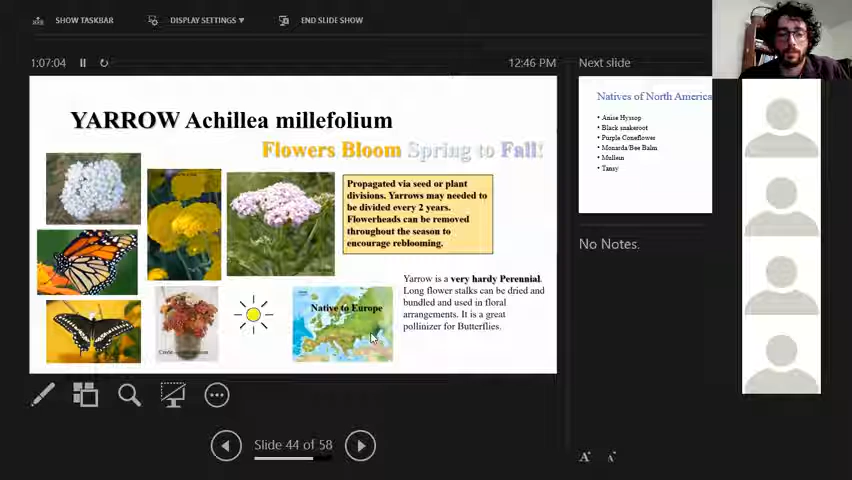 SHOW TASKBAR
DISPLAY SETTINGS ▼
END SLIDE SHOW
1:07:04
12:46 PM
Next slide
YARROW Achillea millefolium
Flowers Bloom Spring to Fall!
Propagated via seed or plant
divisions. Yarrows may needed to
be divided every 2 years.
Flowerheads can be removed
throughout the season to
encourage reblooming.
Yarrow is a very hardy Perennial.
Long flower stalks can be dried and
bundled and used in floral
arrangements. It is a great
pollinizer for Butterflies.
Native to Europe
Natives of North America
• Anise Hyssop
• Black snakeroot
• Purple Coneflower
• Monarda/Bee Balm
• Mullein
• Tansy
No Notes.
Slide 44 of 58
A A